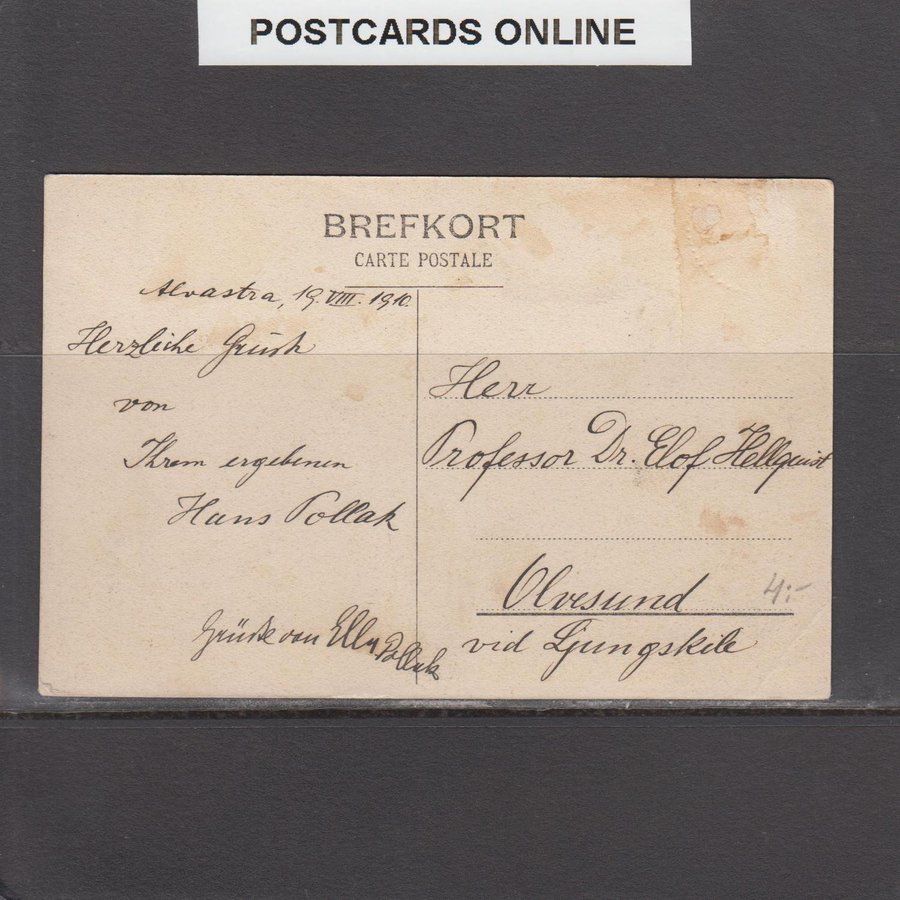 POSTCARDS ONLINE
BREFKORT
CARTE POSTALE
Alvastra, 19. VIII. 1910.
Herzliche Grüße
von
Ihrem ergebenen
Hans Pollak
Grüße von Elly Pollak
Herr
Professor Dr. Elof Hellquist
Olvesund
vid Ljungskile
4:-